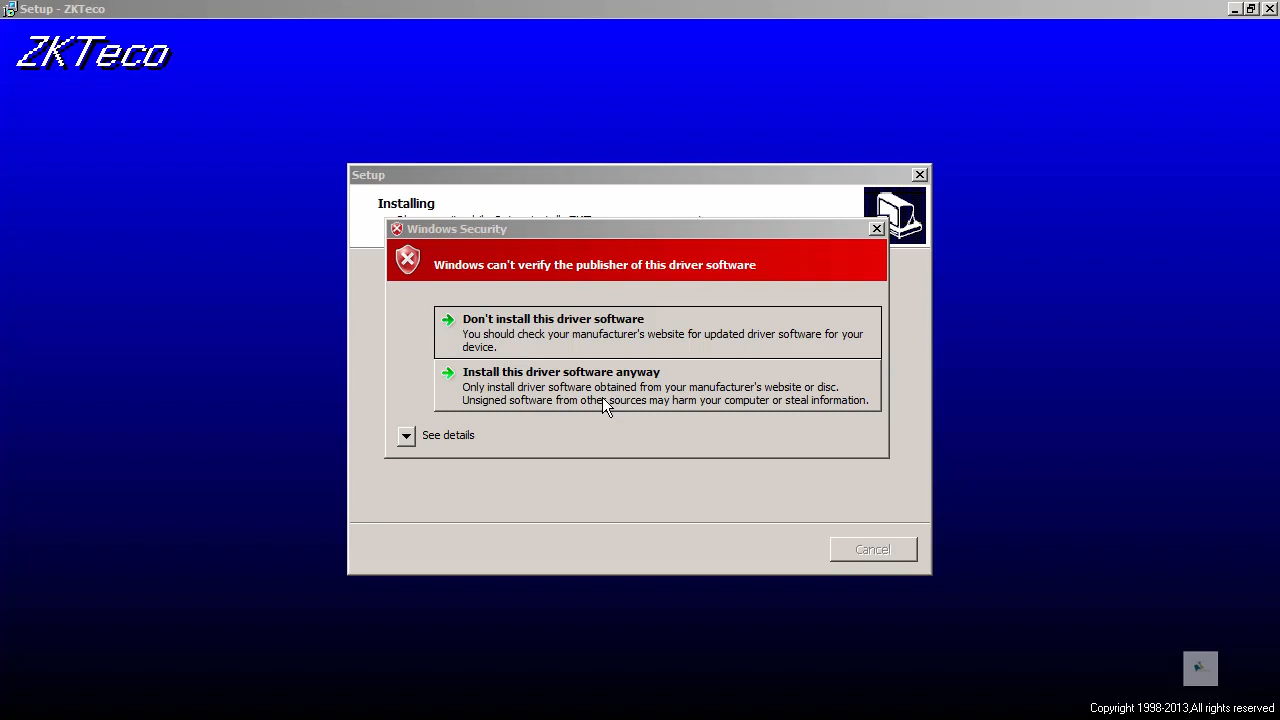 Setup - ZKTeco
ZKTeco
Setup
Installing
Windows Security
Windows can't verify the publisher of this driver software
Don't install this driver software
You should check your manufacturer's website for updated driver software for your
device.
Install this driver software anyway
Only install driver software obtained from your manufacturer's website or disc.
Unsigned software from other sources may harm your computer or steal information.
See details
Cancel
Copyright 1998-2013,All rights reserved